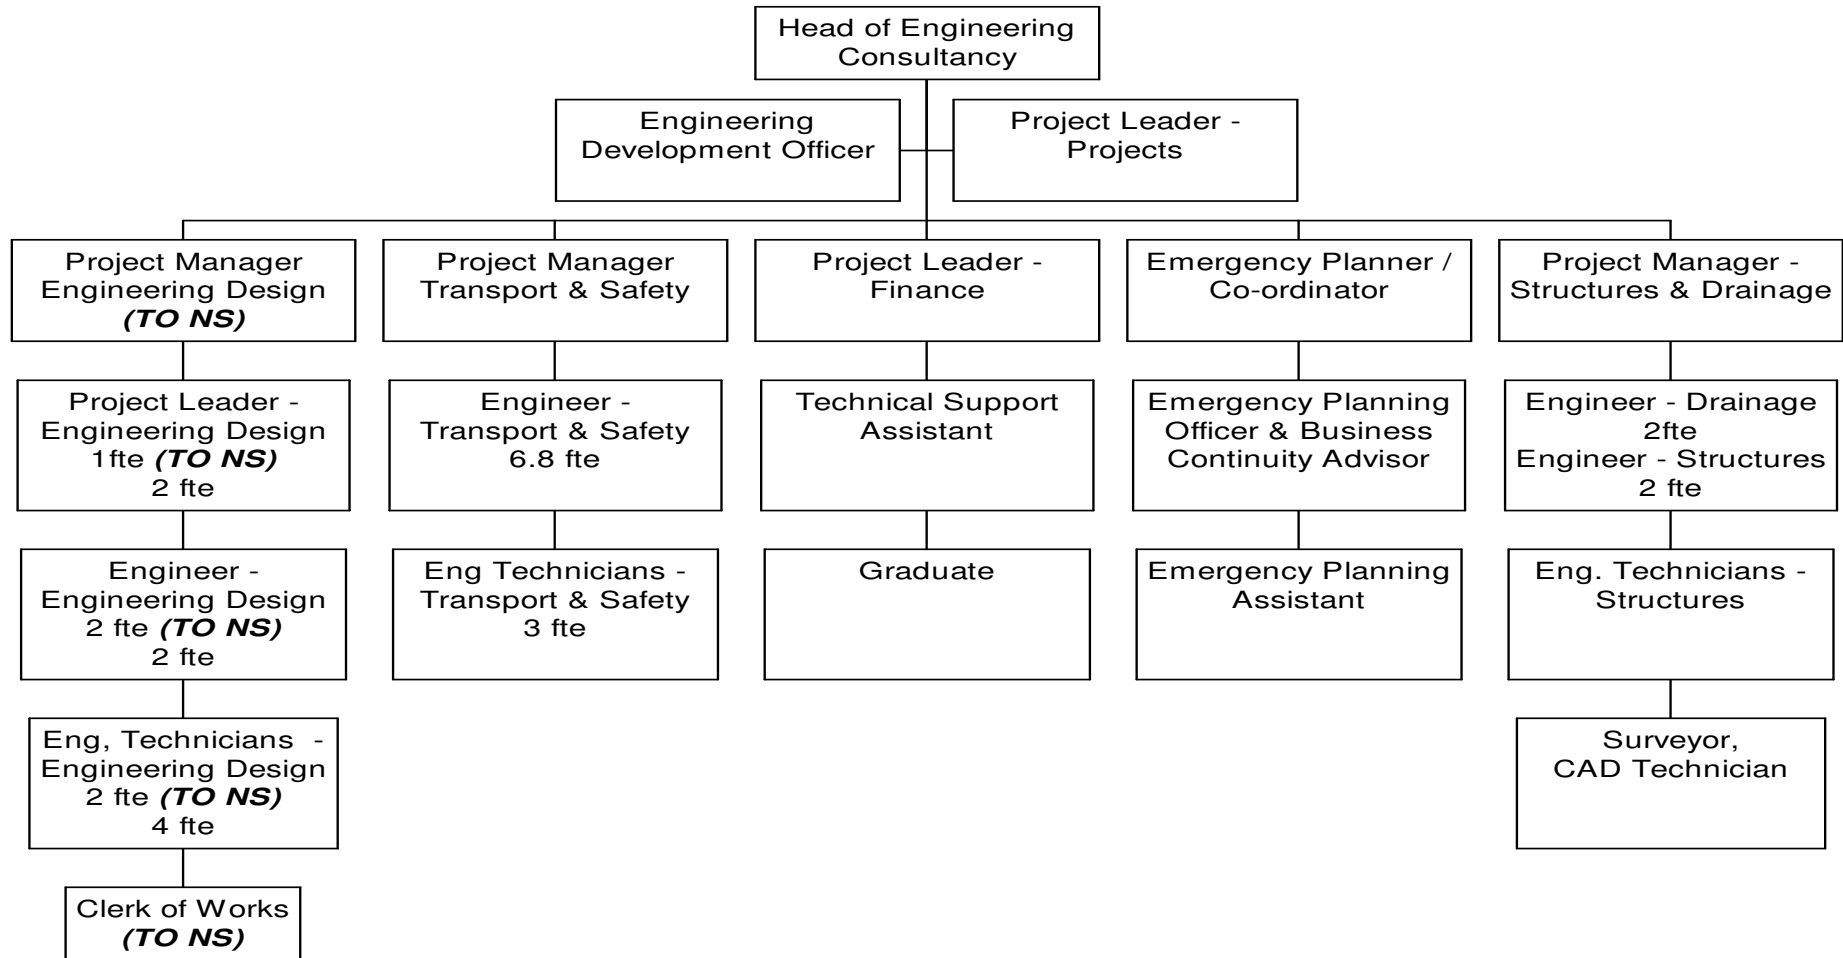 Head of Engineering
Consultancy
Engineering
Development Officer
Project Leader -
Projects
Project Manager
Engineering Design
(TO NS)
Project Manager
Transport & Safety
Project Leader -
Finance
Emergency Planner /
Co-ordinator
Project Manager -
Structures & Drainage
Project Leader -
Engineering Design
1fte (TO NS)
2 fte
Engineer -
Transport & Safety
6.8 fte
Technical Support
Assistant
Emergency Planning
Officer & Business
Continuity Advisor
Engineer - Drainage
2fte
Engineer - Structures
2 fte
Engineer -
Engineering Design
2 fte (TO NS)
2 fte
Eng Technicians -
Transport & Safety
3 fte
Graduate
Emergency Planning
Assistant
Eng. Technicians -
Structures
Eng, Technicians  -
Engineering Design
2 fte (TO NS)
4 fte
Surveyor,
CAD Technician
Clerk of Works
(TO NS)